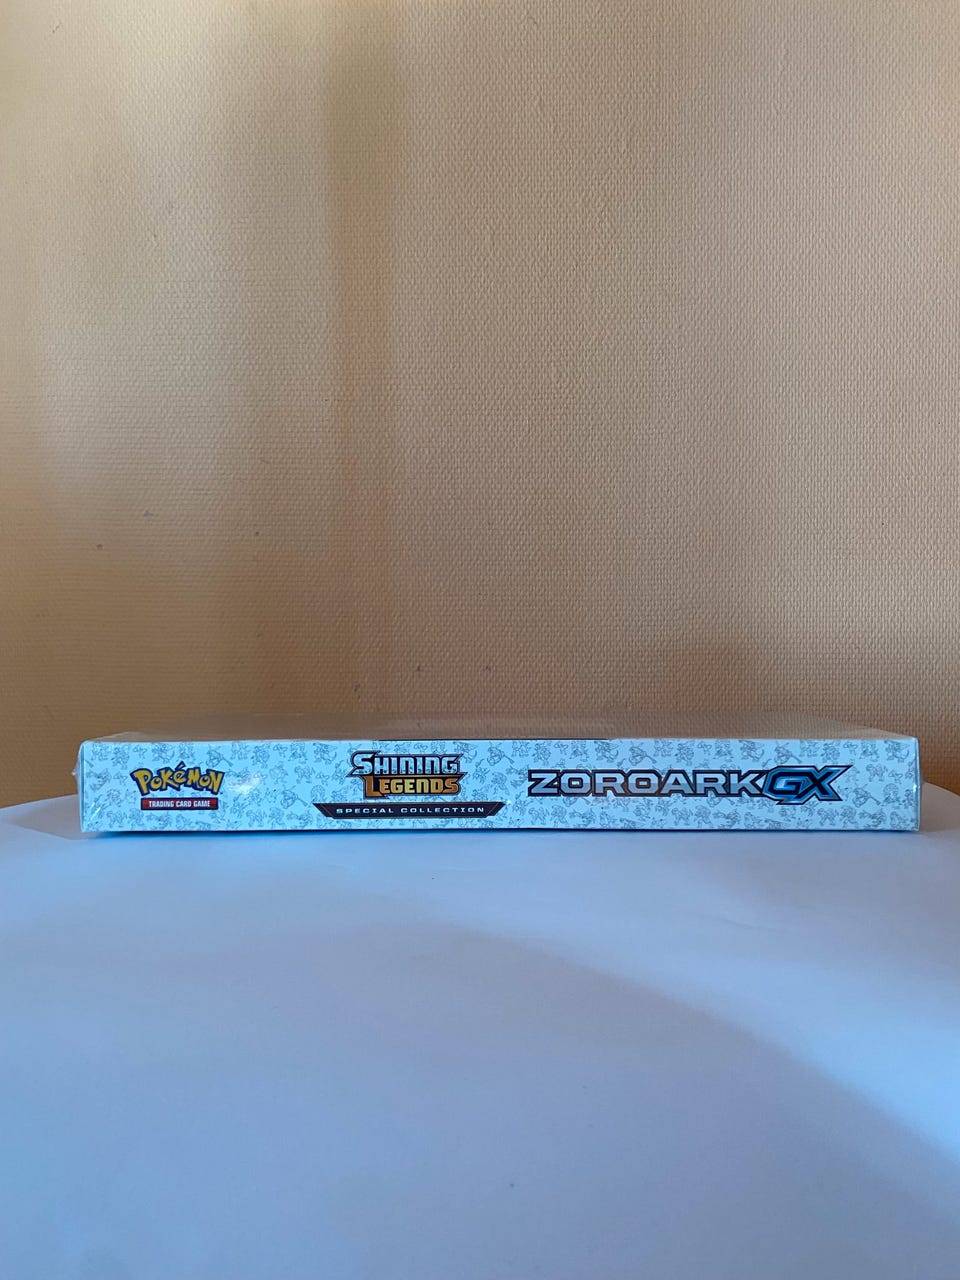 Pokémon
TRADING CARD GAME
SHINING
LEGENDS
SPECIAL COLLECTION
ZOROARK GX